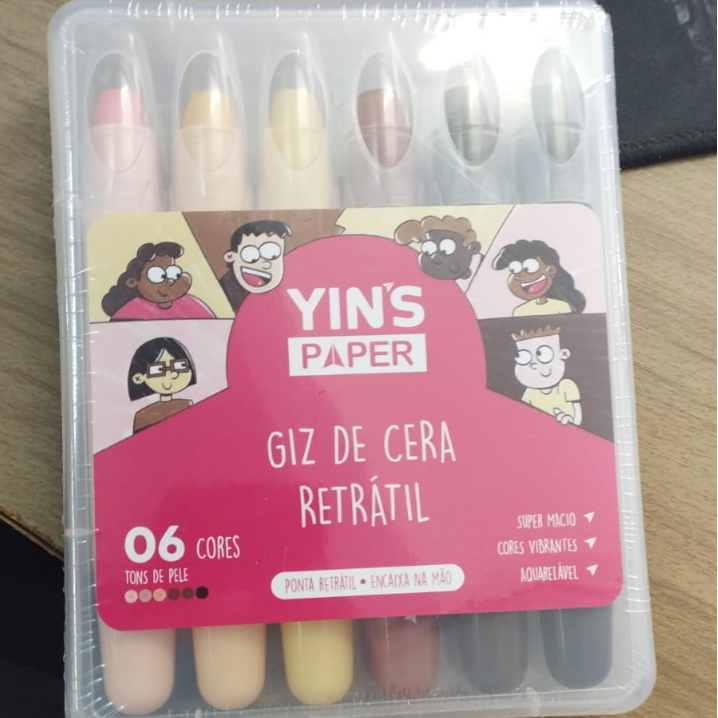 YIN'S
PAPER
GIZ DE CERA
RETRÁTIL
06 CORES
TONS DE PELE
SUPER MACIO
CORES VIBRANTES
AQUARELÁVEL
PONTA RETRÁTIL • ENCAIXA NA MÃO